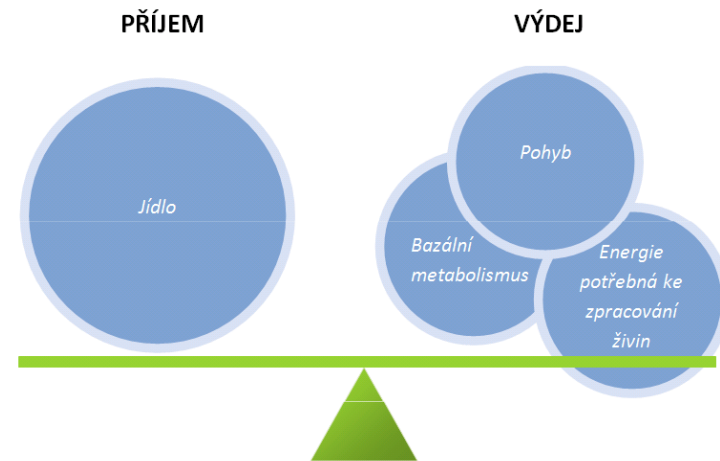 PŘÍJEM
VÝDEJ
Jídlo
Pohyb
Bazální
metabolismus
Energie
potřebná ke
zpracování
živin